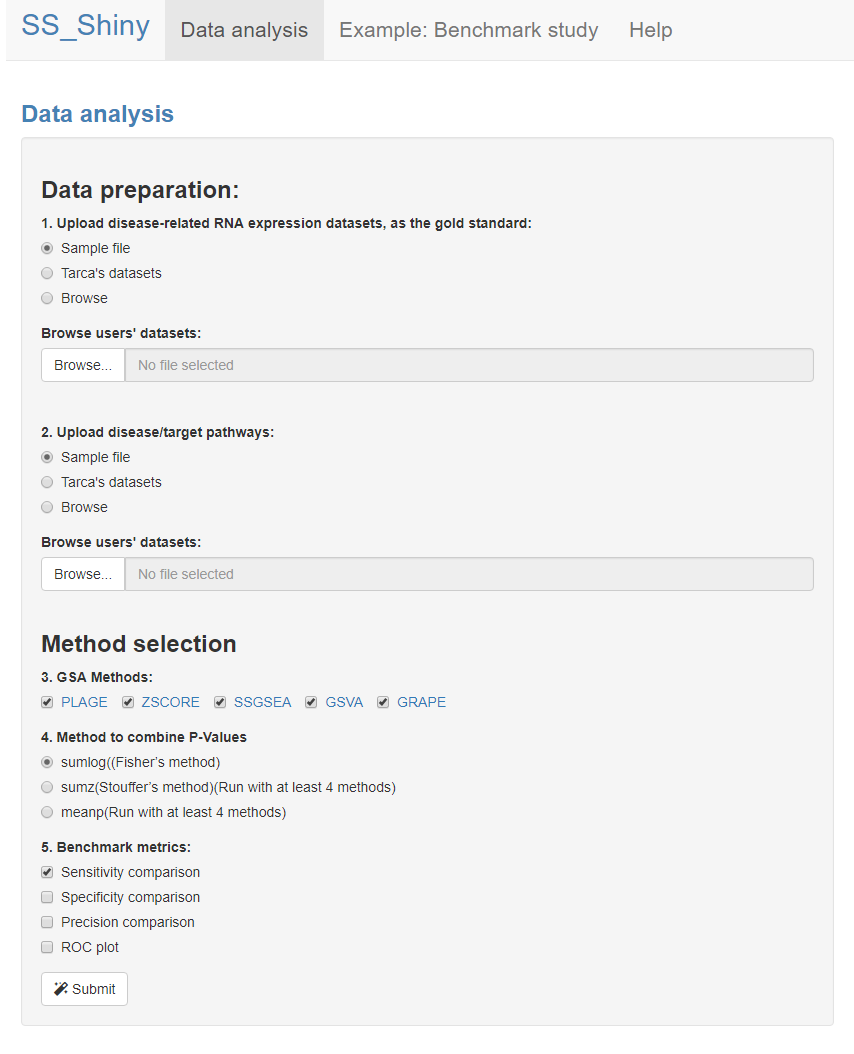 SS_Shiny Data analysis Example: Benchmark study Help
Data analysis
Data preparation:
1. Upload disease-related RNA expression datasets, as the gold standard:
Sample file
Tarca's datasets
Browse
Browse users' datasets:
Browse... No file selected
2. Upload disease/target pathways:
Sample file
Tarca's datasets
Browse
Browse users' datasets:
Browse... No file selected
Method selection
3. GSA Methods:
PLAGE ZSCORE SSGSEA GSVA GRAPE
4. Method to combine P-Values
sumlog((Fisher’s method)
sumz(Stouffer’s method)(Run with at least 4 methods)
meanp(Run with at least 4 methods)
5. Benchmark metrics:
Sensitivity comparison
Specificity comparison
Precision comparison
ROC plot
Submit